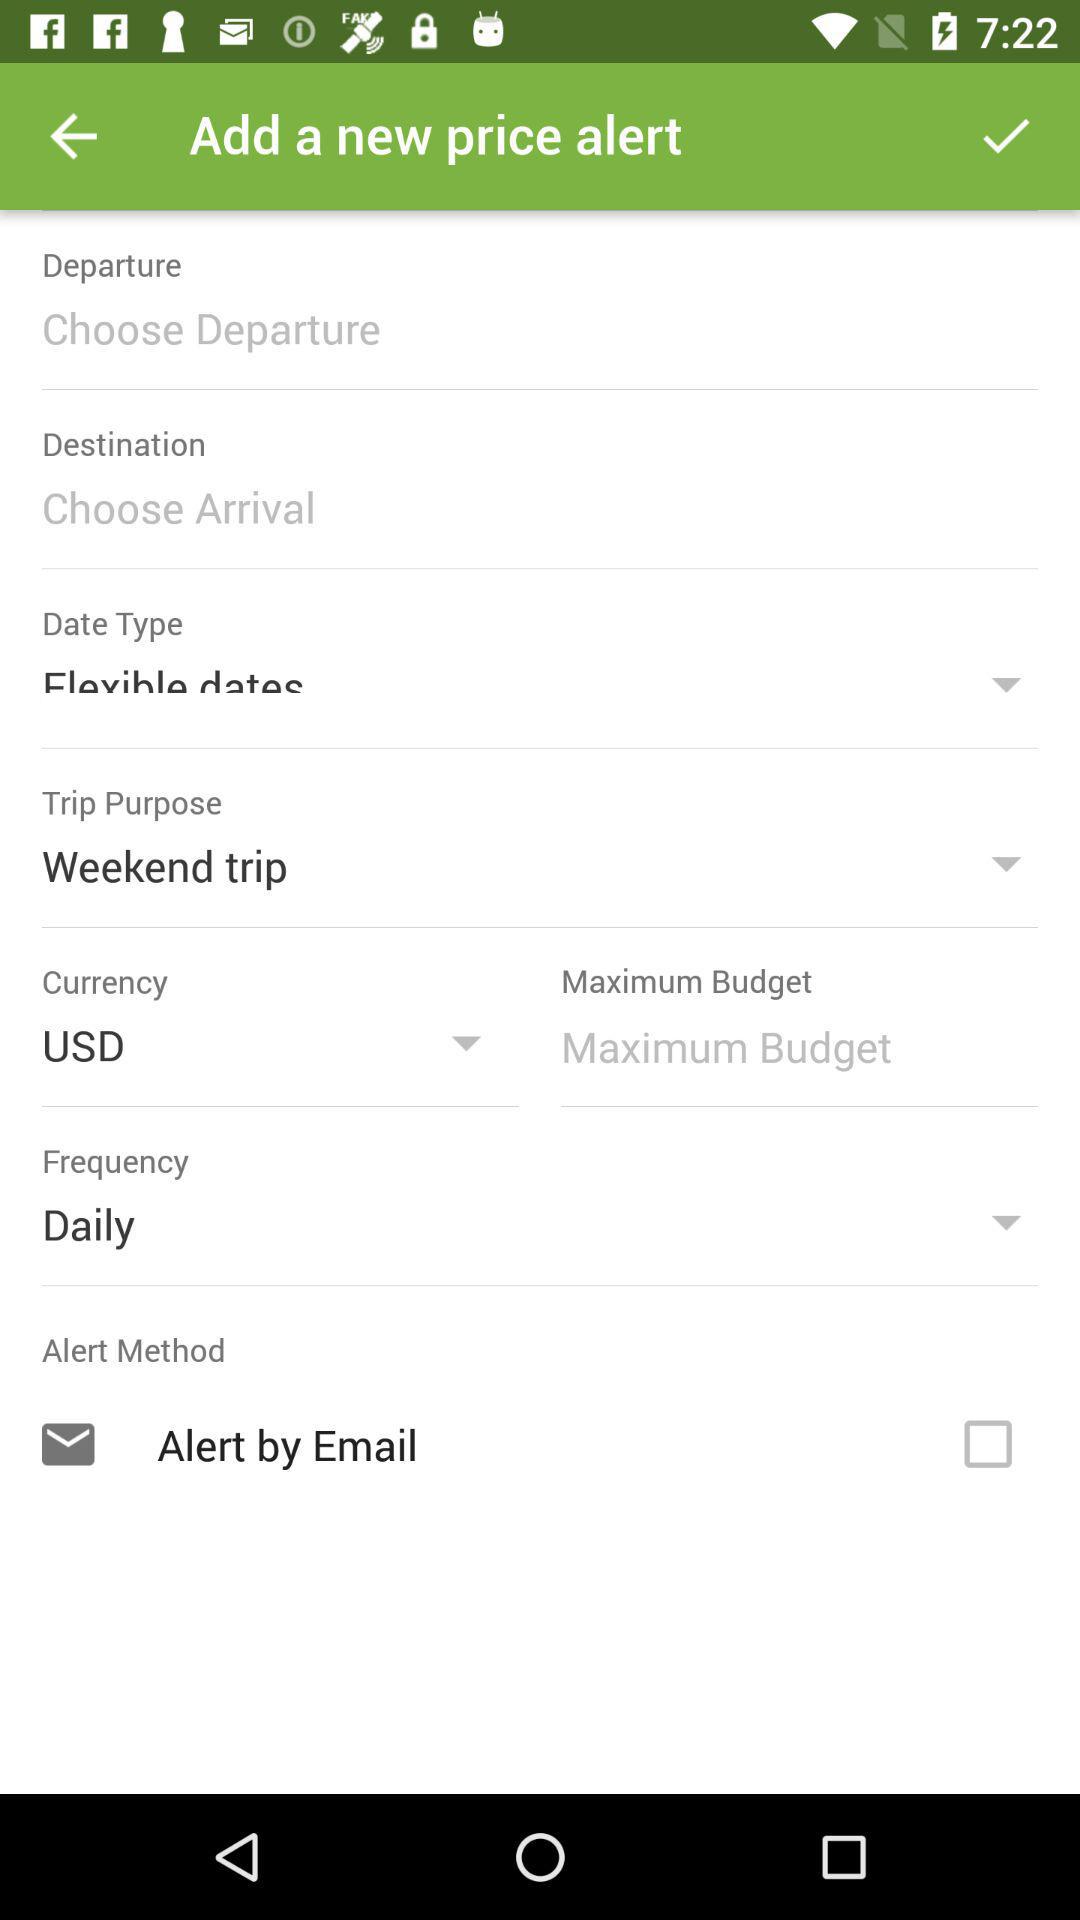 FAKE 7:22
Add a new price alert
Departure
Choose Departure
Destination
Choose Arrival
Date Type
Flexible dates
Trip Purpose
Weekend trip
Currency Maximum Budget
USD Maximum Budget
Frequency
Daily
Alert Method
Alert by Email